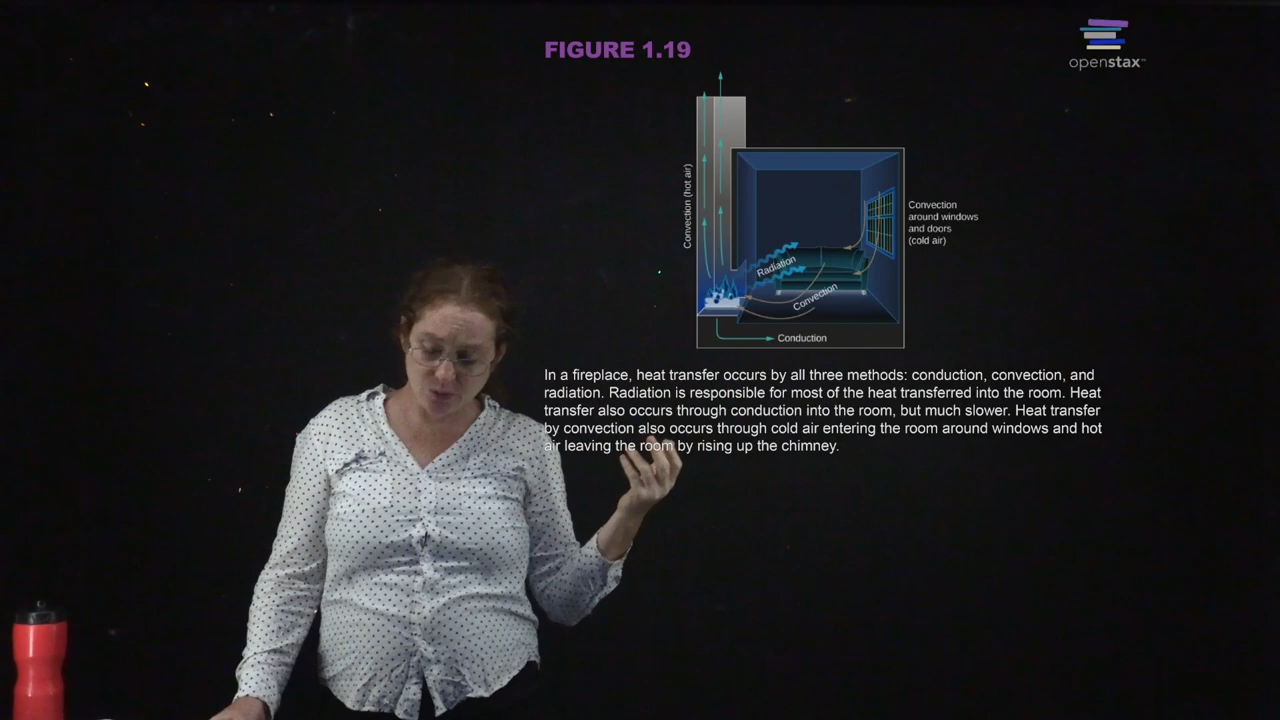 FIGURE 1.19
openstax™
Convection (hot air)
Convection
around windows
and doors
(cold air)
Radiation
Convection
Conduction
In a fireplace, heat transfer occurs by all three methods: conduction, convection, and
radiation. Radiation is responsible for most of the heat transferred into the room. Heat
transfer also occurs through conduction into the room, but much slower. Heat transfer
by convection also occurs through cold air entering the room around windows and hot
air leaving the room by rising up the chimney.